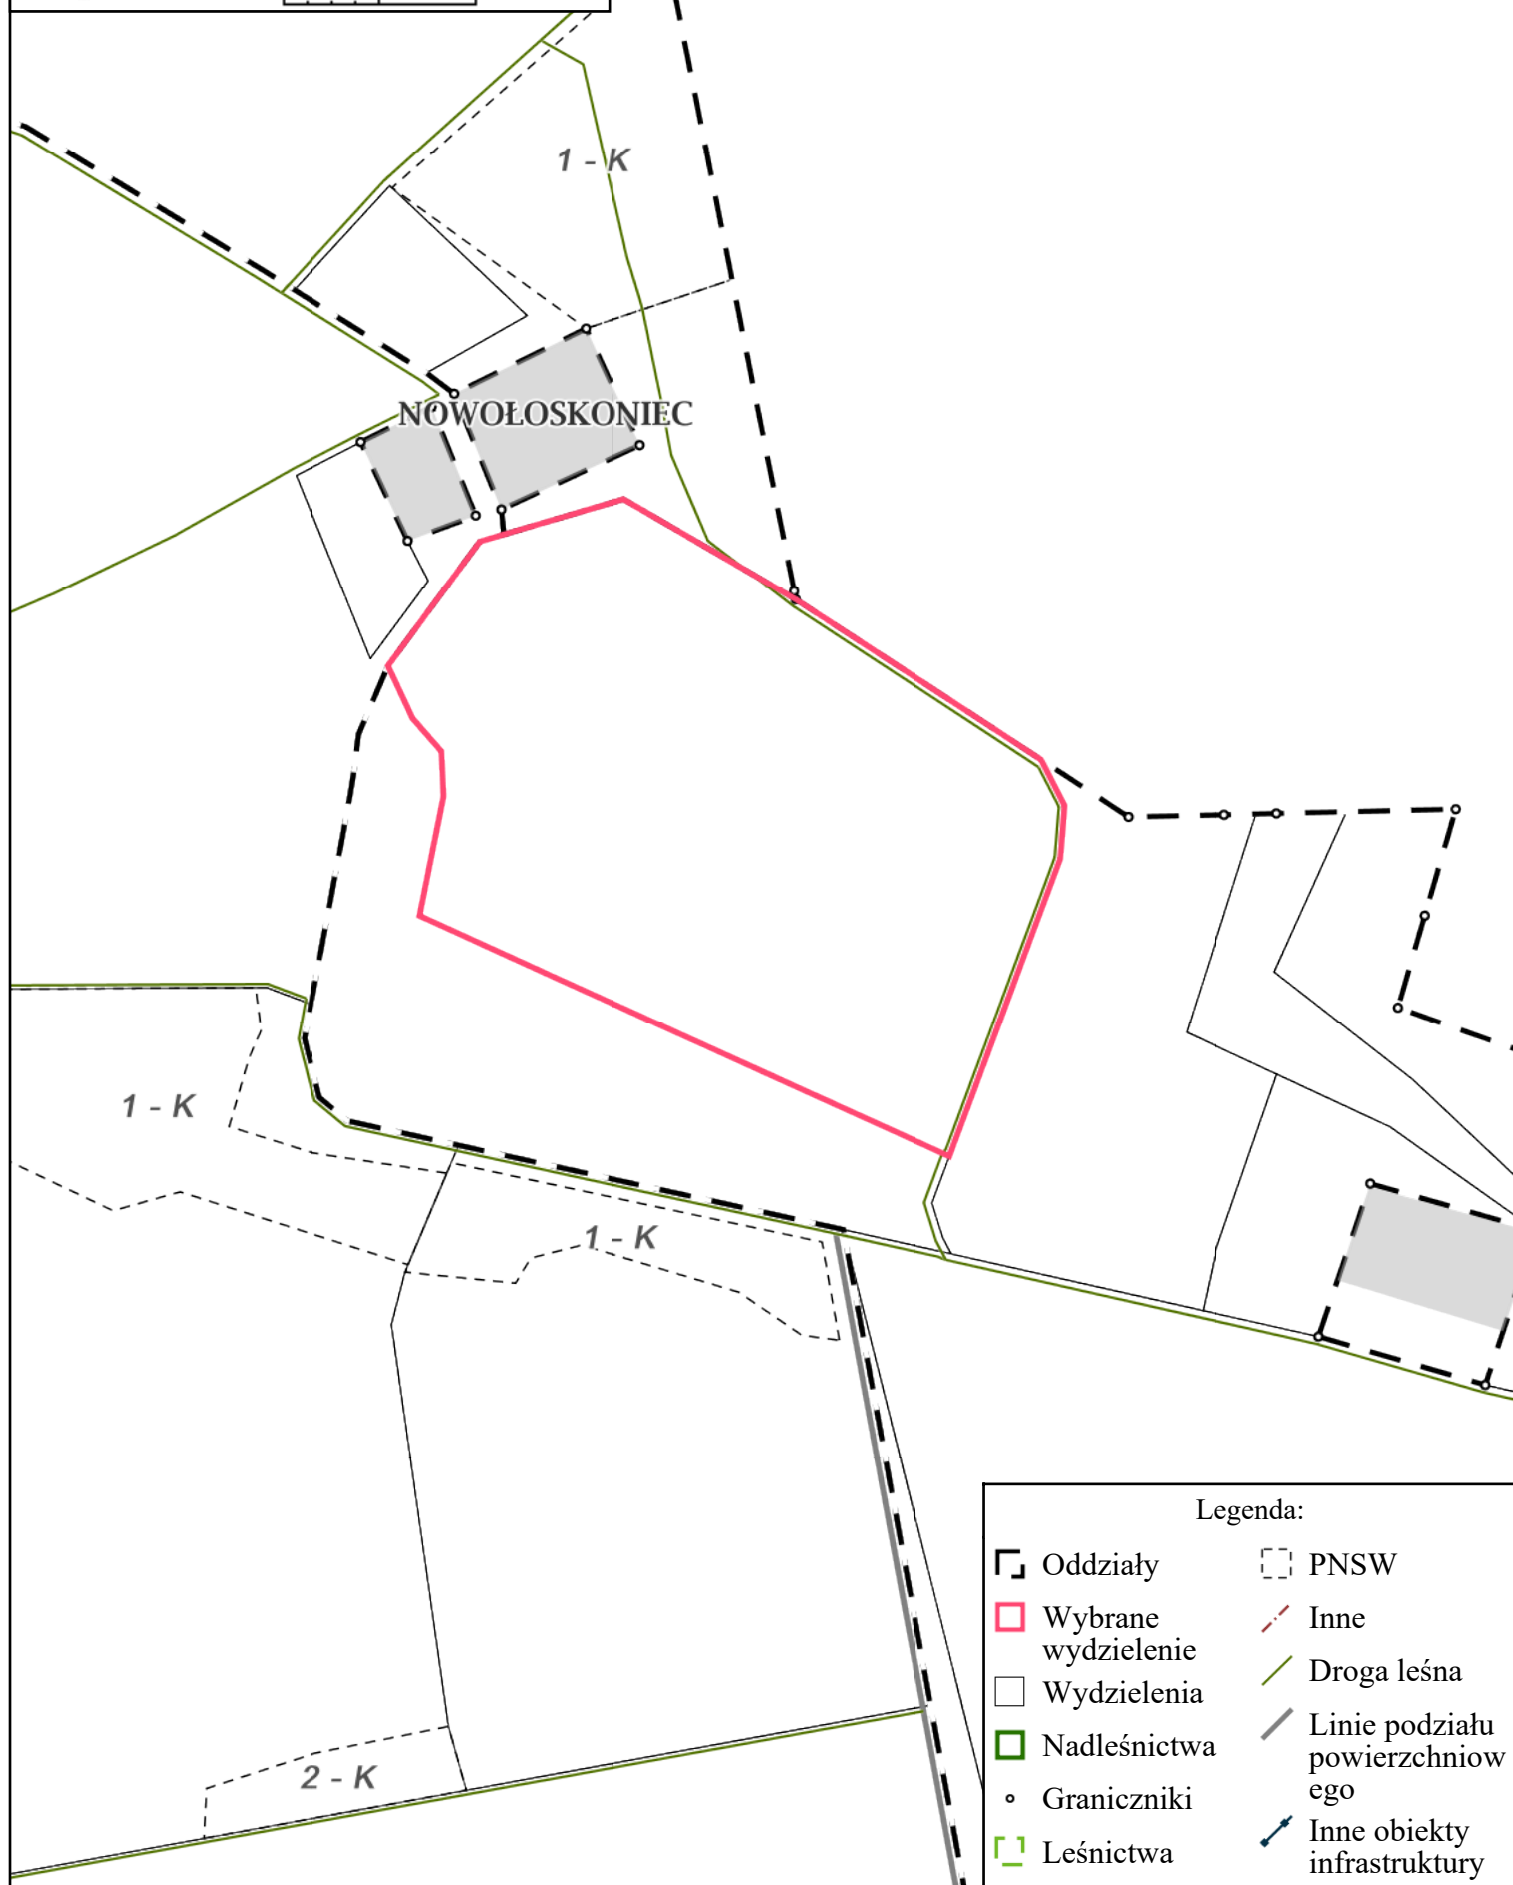 1 - K
NOWOŁOSKONIEC
1 - K
1 - K
2 - K
Legenda:
Oddziały
Wybrane
wydzielenie
Wydzielenia
Nadleśnictwa
Graniczniki
Leśnictwa
PNSW
Inne
Droga leśna
Linie podziału
powierzchniow
ego
Inne obiekty
infrastruktury